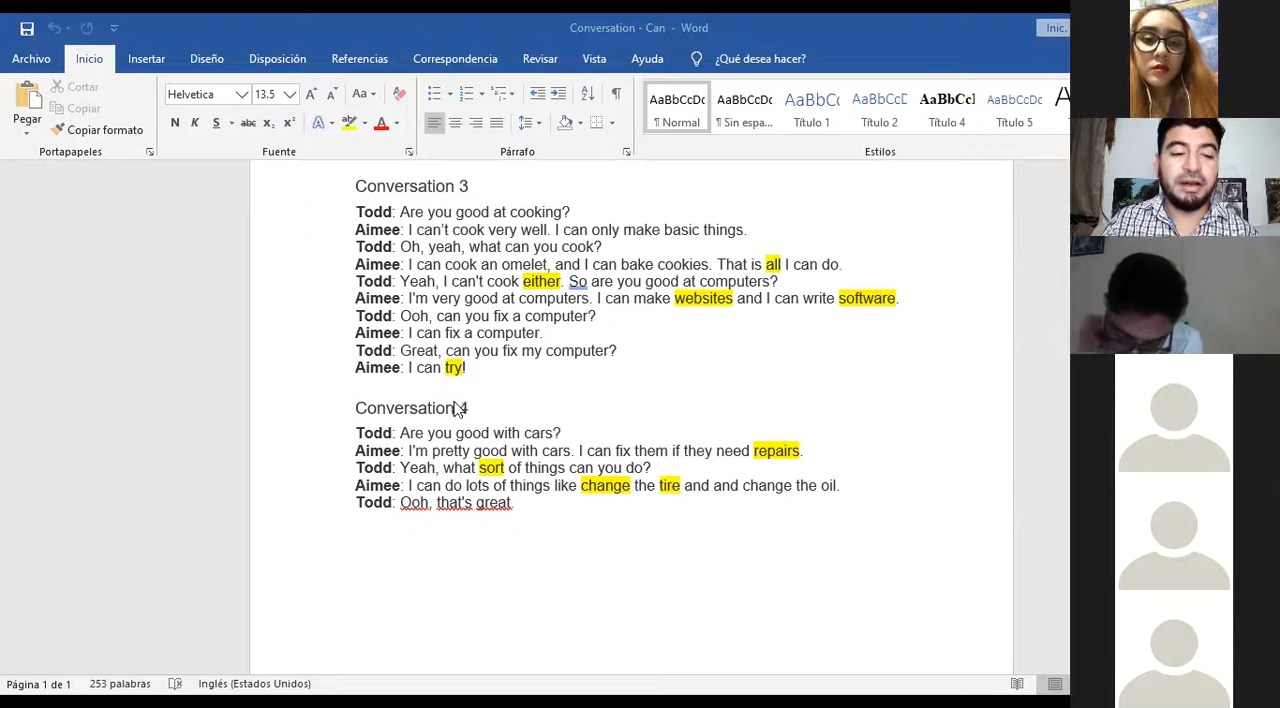 Conversation - Can - Word
Inic.
Archivo Inicio Insertar Diseño Disposición Referencias Correspondencia Revisar Vista Ayuda ¿Qué desea hacer?
Pegar
Cortar
Copiar
Copiar formato
Portapapeles
Helvetica 13.5
N K S abc x₂ x²
Fuente
Párrafo
AaBbCcDc AaBbCcDc AaBbC AaBbCcD AaBbCcI AaBbCcD A
¶ Normal ¶ Sin espa... Título 1 Título 2 Título 4 Título 5
Estilos
Conversation 3
Todd: Are you good at cooking?
Aimee: I can't cook very well. I can only make basic things.
Todd: Oh, yeah, what can you cook?
Aimee: I can cook an omelet, and I can bake cookies. That is all I can do.
Todd: Yeah, I can't cook either. So are you good at computers?
Aimee: I'm very good at computers. I can make websites and I can write software.
Todd: Ooh, can you fix a computer?
Aimee: I can fix a computer.
Todd: Great, can you fix my computer?
Aimee: I can try!
Conversation 4
Todd: Are you good with cars?
Aimee: I'm pretty good with cars. I can fix them if they need repairs.
Todd: Yeah, what sort of things can you do?
Aimee: I can do lots of things like change the tire and and change the oil.
Todd: Ooh, that's great.
Página 1 de 1 253 palabras Inglés (Estados Unidos)